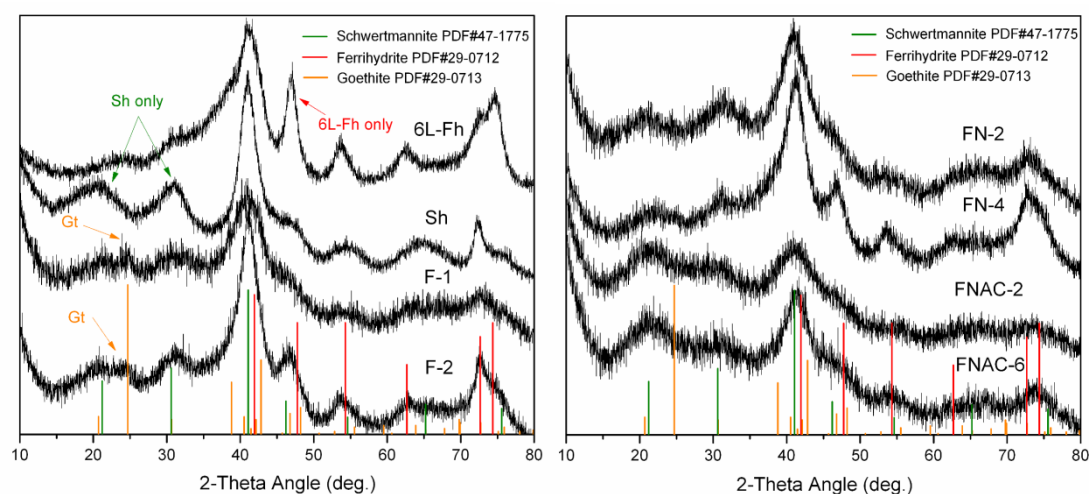 Schwertmannite PDF#47-1775
Ferrihydrite PDF#29-0712
Goethite PDF#29-0713
Sh only
6L-Fh only
6L-Fh
Sh
Gt
F-1
Gt
F-2
10 20 30 40 50 60 70 80
2-Theta Angle (deg.)
Schwertmannite PDF#47-1775
Ferrihydrite PDF#29-0712
Goethite PDF#29-0713
FN-2
FN-4
FNAC-2
FNAC-6
10 20 30 40 50 60 70 80
2-Theta Angle (deg.)